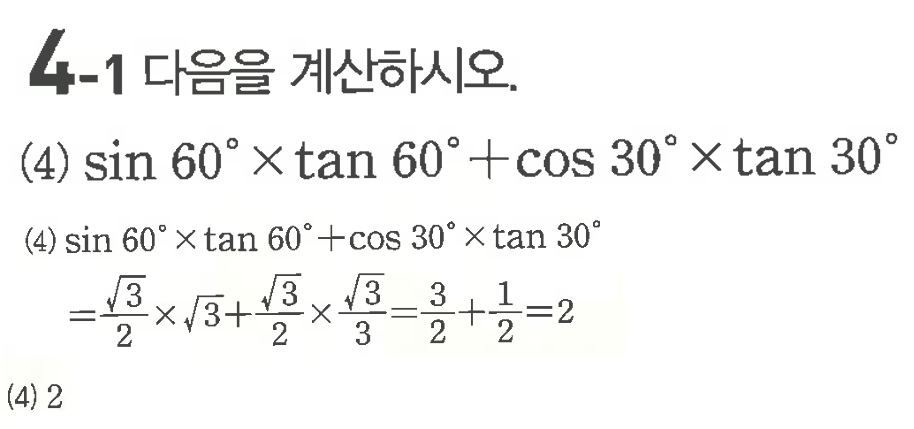 4-1 다음을 계산하시오.
(4) sin 60°×tan 60°+cos 30°×tan 30°
(4) sin 60°×tan 60°+cos 30°×tan 30°
=√3/2×√3+√3/2×√3/3=3/2+1/2=2
(4) 2